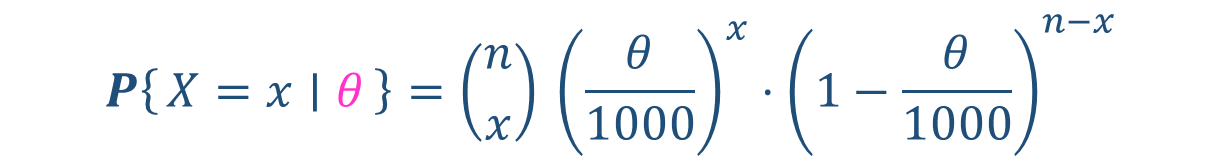 P{ X = x | θ } = (n x) (θ/1000)^x · (1 − θ/1000)^{n−x}